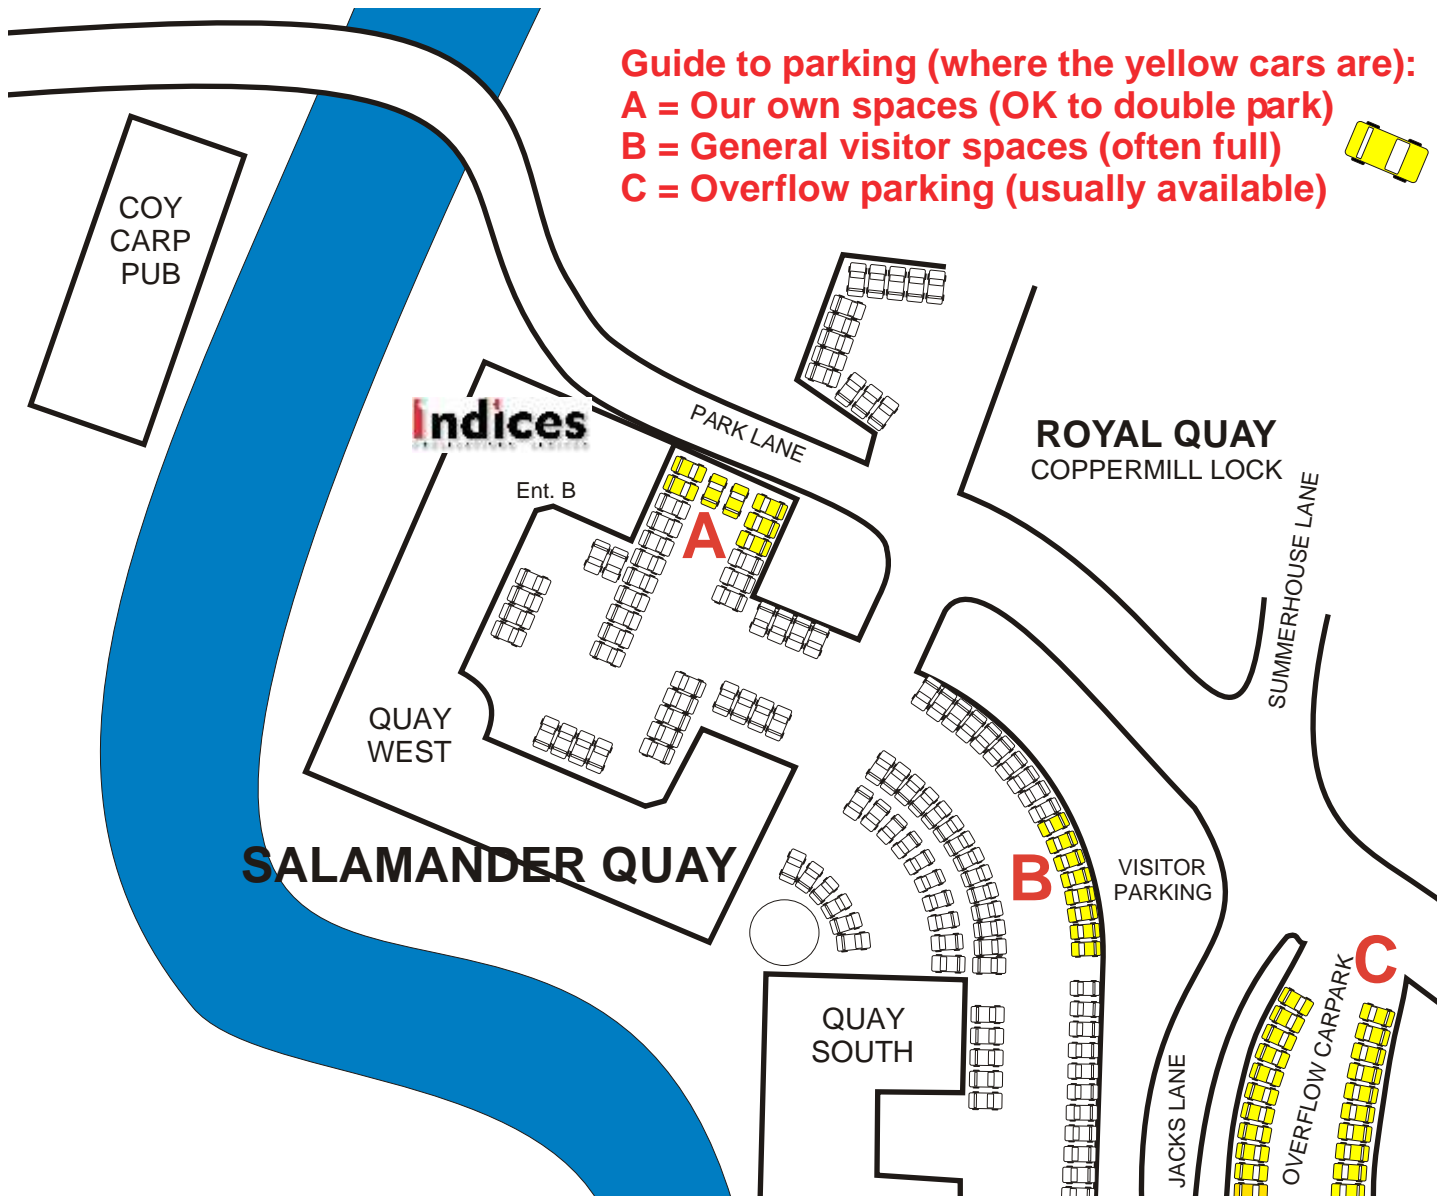 Guide to parking (where the yellow cars are):
A = Our own spaces (OK to double park)
B = General visitor spaces (often full)
C = Overflow parking (usually available)
COY
CARP
PUB
indices
PARK LANE
ROYAL QUAY
COPPERMILL LOCK
Ent. B
A
SUMMERHOUSE LANE
QUAY
WEST
SALAMANDER QUAY
B
VISITOR
PARKING
C
OVERFLOW CARPARK
QUAY
SOUTH
JACKS LANE